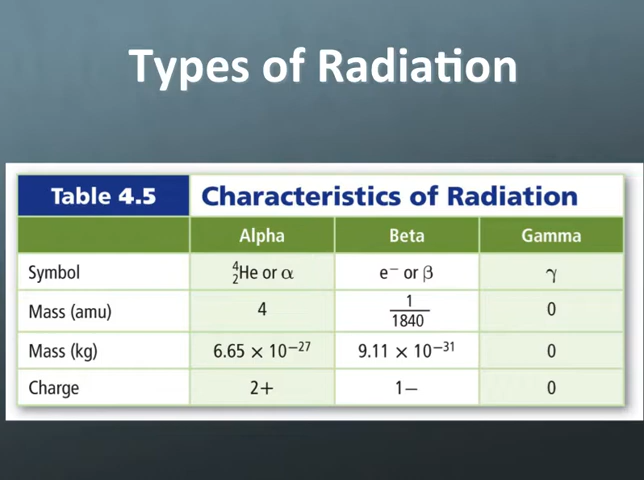 Types of Radiation
Table 4.5 Characteristics of Radiation
Alpha Beta Gamma
Symbol ⁴₂He or α e⁻ or β γ
Mass (amu) 4 1/1840 0
Mass (kg) 6.65 × 10⁻²⁷ 9.11 × 10⁻³¹ 0
Charge 2+ 1− 0